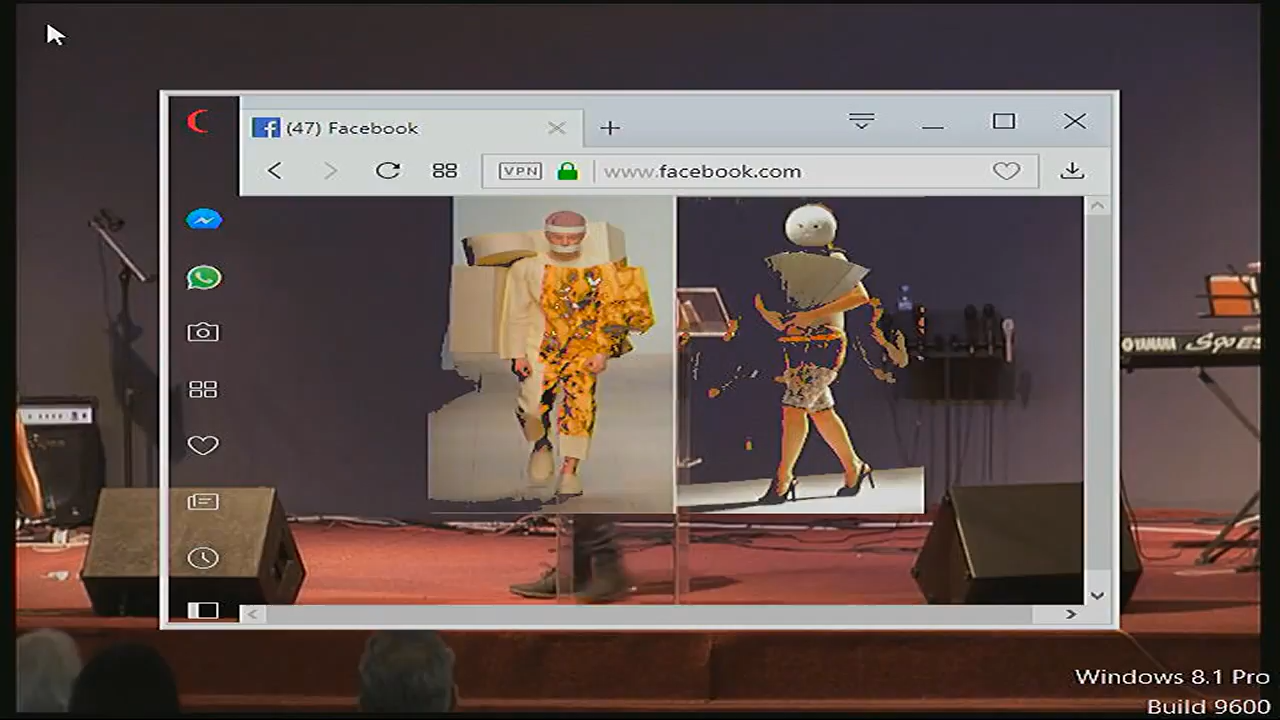 (47) Facebook
VPN
www.facebook.com
YAMAHA
Windows 8.1 Pro
Build 9600